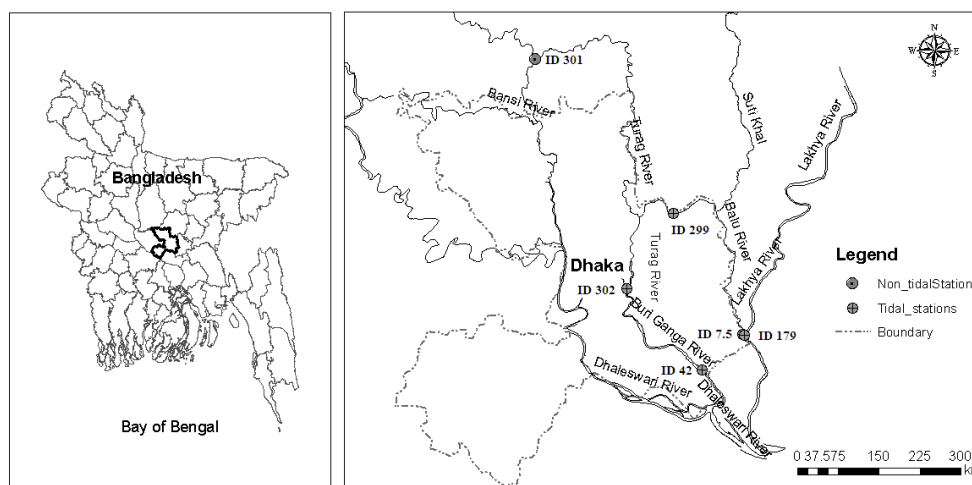 Bangladesh
Bay of Bengal
N
W E
S
ID 301
Bansi River
Turag River
Suti Khal
Lakhya River
Balu River
ID 299
Turag River
Lakhya River
Dhaka
ID 302
Buri Ganga River
ID 7.5
ID 179
ID 42
Dhaleswari River
Dhaleswari River
Legend
Non_tidalStation
Tidal_stations
Boundary
0 37.575 150 225 300
km